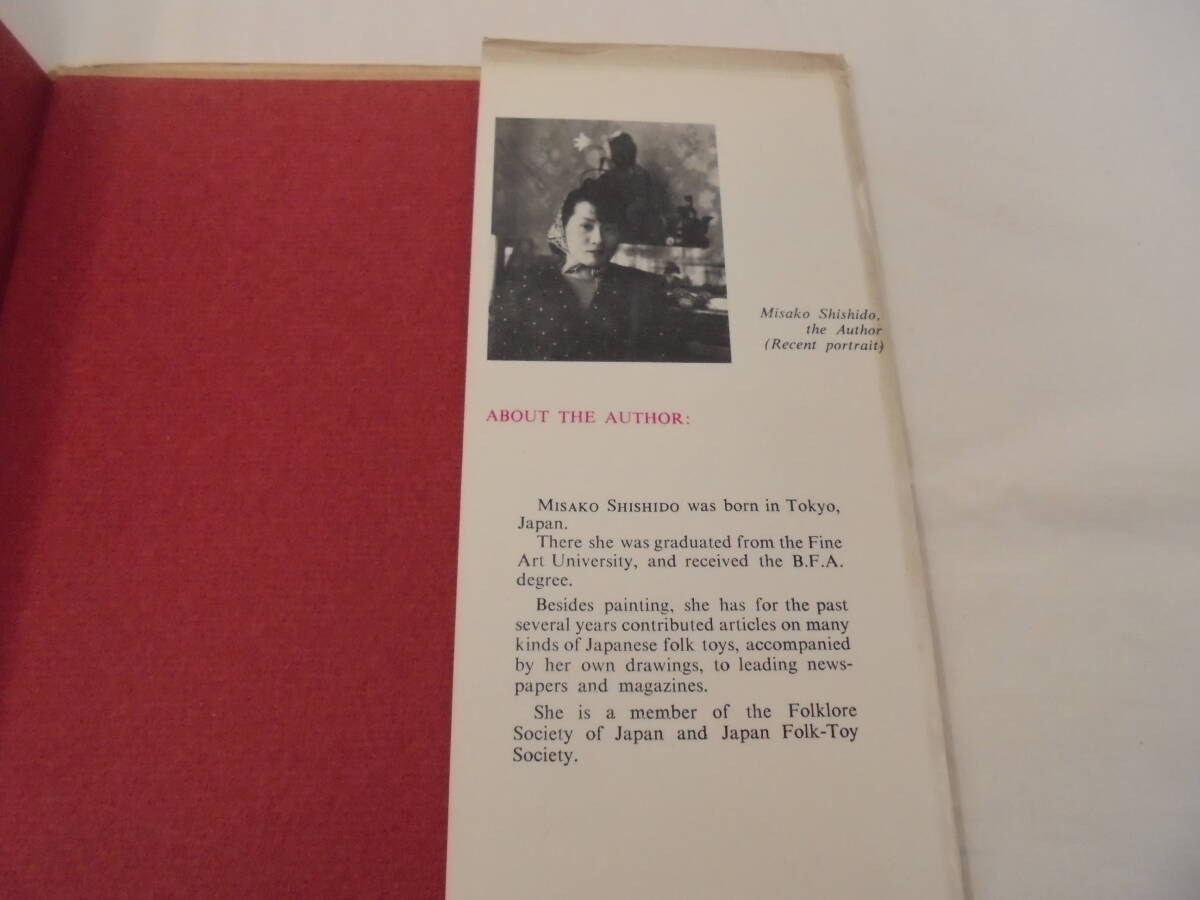 Misako Shishido,
the Author
(Recent portrait)
ABOUT THE AUTHOR:
MISAKO SHISHIDO was born in Tokyo,
Japan.
There she was graduated from the Fine
Art University, and received the B.F.A.
degree.
Besides painting, she has for the past
several years contributed articles on many
kinds of Japanese folk toys, accompanied
by her own drawings, to leading news-
papers and magazines.
She is a member of the Folklore
Society of Japan and Japan Folk-Toy
Society.